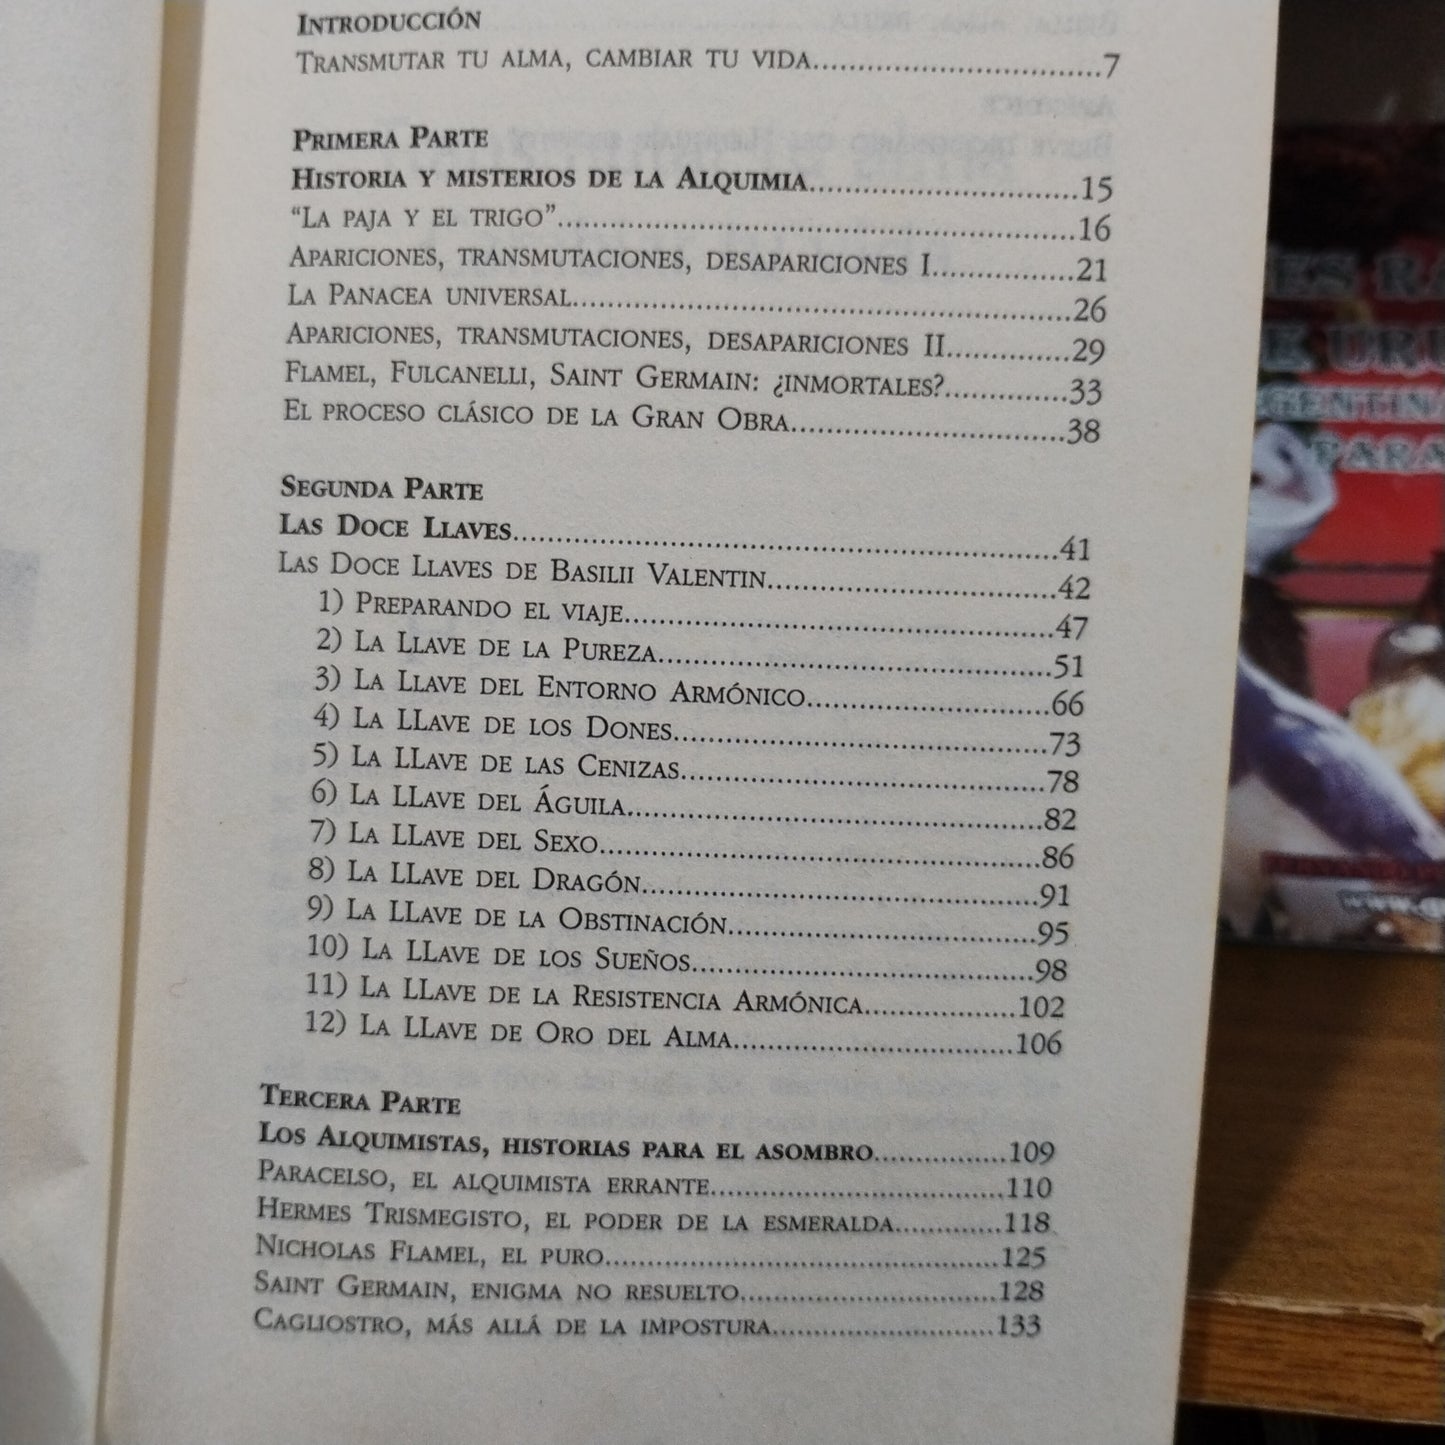 Introducción
Transmutar tu alma, cambiar tu vida................................7
Primera Parte
Historia y misterios de la Alquimia..............................15
“La paja y el trigo”.........................................................16
Apariciones, transmutaciones, desapariciones I................21
La Panacea universal......................................................26
Apariciones, transmutaciones, desapariciones II..............29
Flamel, Fulcanelli, Saint Germain: ¿inmortales?..............33
El proceso clásico de la Gran Obra..............................38
Segunda Parte
Las Doce Llaves............................................................41
Las Doce Llaves de Basilii Valentin................................42
1) Preparando el viaje................................................47
2) La Llave de la Pureza............................................51
3) La Llave del Entorno Armónico...........................66
4) La LLave de los Dones..........................................73
5) La LLave de las Cenizas........................................78
6) La LLave del Águila..............................................82
7) La LLave del Sexo.................................................86
8) La LLave del Dragón............................................91
9) La LLave de la Obstinación..................................95
10) La LLave de los Sueños.......................................98
11) La LLave de la Resistencia Armónica.................102
12) La LLave de Oro del Alma................................106
Tercera Parte
Los Alquimistas, historias para el asombro................109
Paracelso, el alquimista errante..................................110
Hermes Trismegisto, el poder de la esmeralda.............118
Nicholas Flamel, el puro.............................................125
Saint Germain, enigma no resuelto..............................128
Cagliostro, más allá de la impostura...........................133